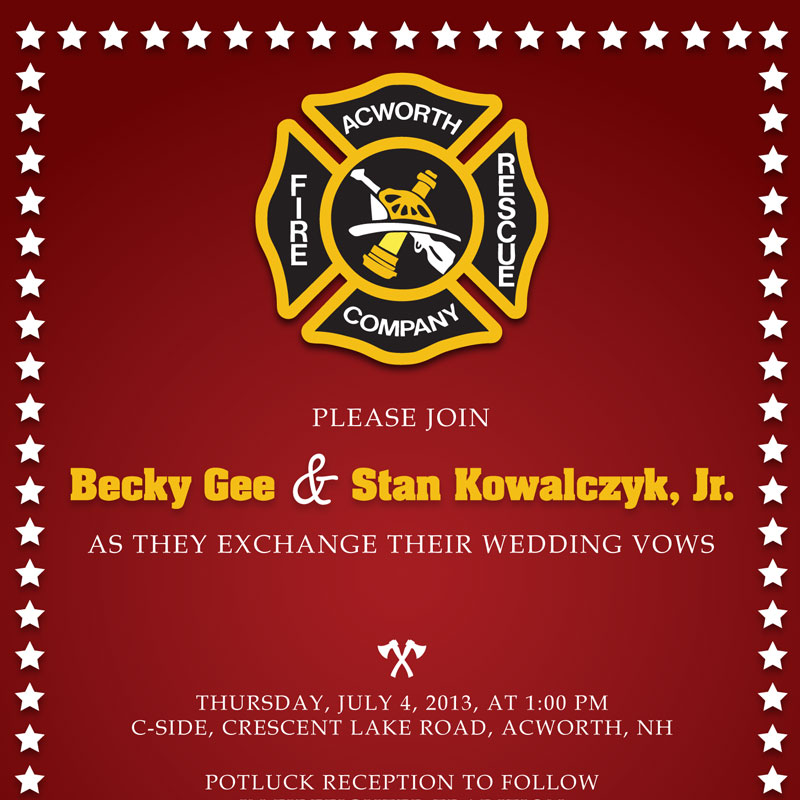 ACWORTH
FIRE
RESCUE
COMPANY
PLEASE JOIN
Becky Gee & Stan Kowalczyk, Jr.
AS THEY EXCHANGE THEIR WEDDING VOWS
THURSDAY, JULY 4, 2013, AT 1:00 PM
C-SIDE, CRESCENT LAKE ROAD, ACWORTH, NH
POTLUCK RECEPTION TO FOLLOW